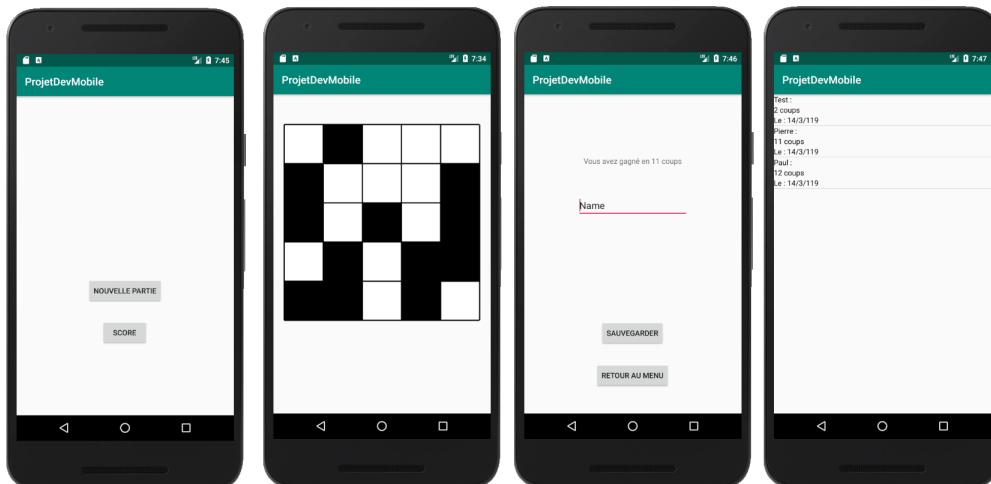 7:45
ProjetDevMobile
NOUVELLE PARTIE
SCORE
7:34
ProjetDevMobile
7:46
ProjetDevMobile
Vous avez gagné en 11 coups
Name
SAUVEGARDER
RETOUR AU MENU
7:47
ProjetDevMobile
Test :
2 coups
Le : 14/3/119
Pierre :
11 coups
Le : 14/3/119
Paul :
12 coups
Le : 14/3/119